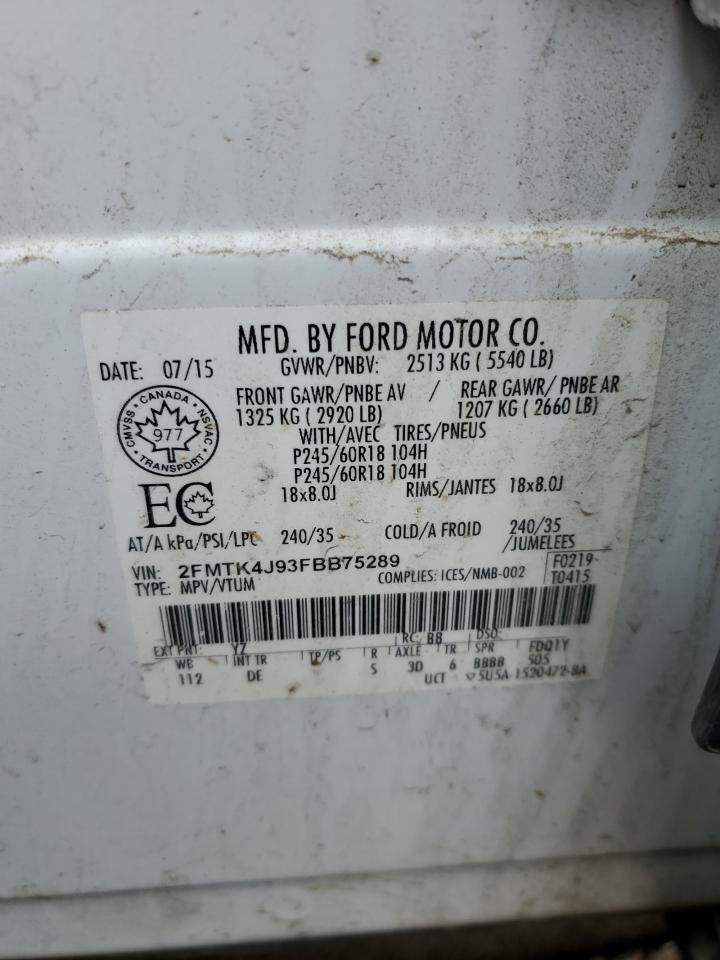 MFD. BY FORD MOTOR CO.
DATE: 07/15 GVWR/PNBV: 2513 KG ( 5540 LB)
FRONT GAWR/PNBE AV / REAR GAWR/ PNBE AR
1325 KG ( 2920 LB) 1207 KG ( 2660 LB)
WITH/AVEC TIRES/PNEUS
P245/60R18 104H
P245/60R18 104H
18x8.0J RIMS/JANTES 18x8.0J
CMVSS • CANADA • NSVAC • TRANSPORT
977
EC
AT/A kPa/PSI/LPC 240/35 COLD/A FROID 240/35
/JUMELEES
VIN: 2FMTK4J93FBB75289
TYPE: MPV/VTUM COMPLIES: ICES/NMB-002
F0219
T0415
EXT PNT: YZ RC: BB DSO:
WB INT TR TP/PS R AXLE TR SPR FDQ1Y
112 DE S 3D 6 BBBB 505
UCT 5U5A-1520472-BA